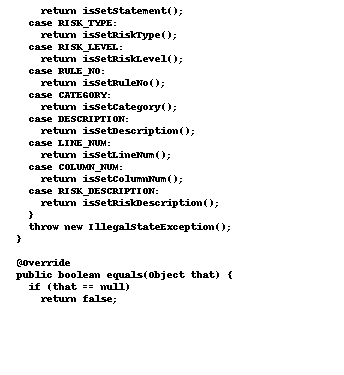 return isSetStatement();
case RISK_TYPE:
return isSetRiskType();
case RISK_LEVEL:
return isSetRiskLevel();
case RULE_NO:
return isSetRuleNo();
case CATEGORY:
return isSetCategory();
case DESCRIPTION:
return isSetDescription();
case LINE_NUM:
return isSetLineNum();
case COLUMN_NUM:
return isSetColumnNum();
case RISK_DESCRIPTION:
return isSetRiskDescription();
}
throw new IllegalStateException();
}
@Override
public boolean equals(Object that) {
if (that == null)
return false;